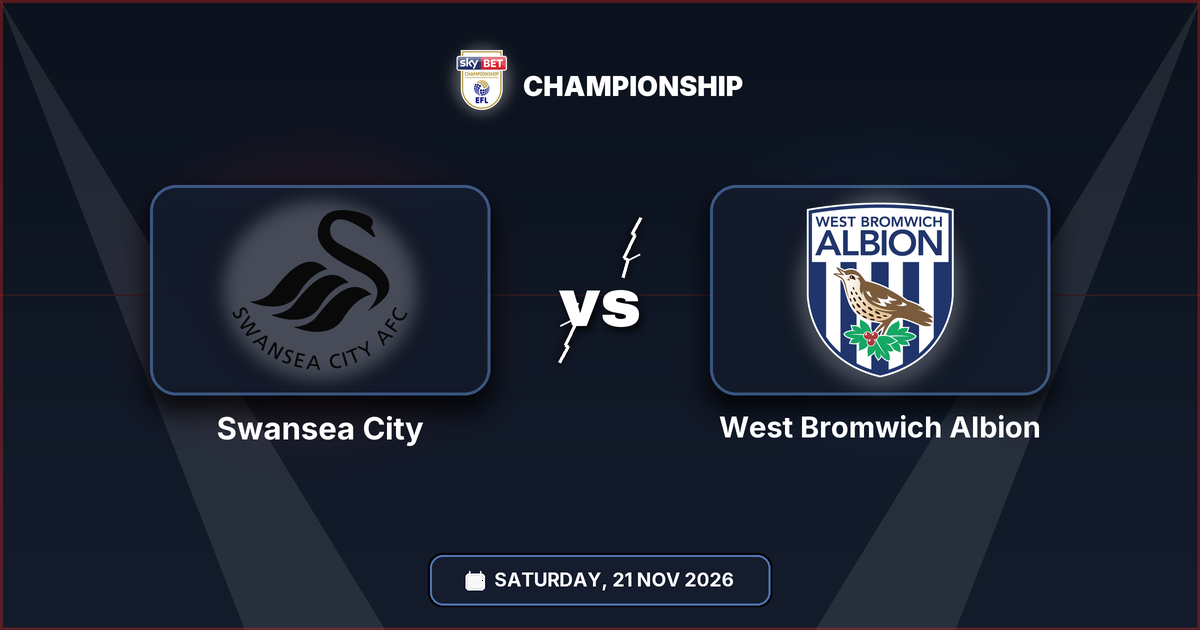 sky BET
CHAMPIONSHIP
EFL
CHAMPIONSHIP
SWANSEA CITY AFC
WEST BROMWICH
ALBION
vs
Swansea City
West Bromwich Albion
SATURDAY, 21 NOV 2026